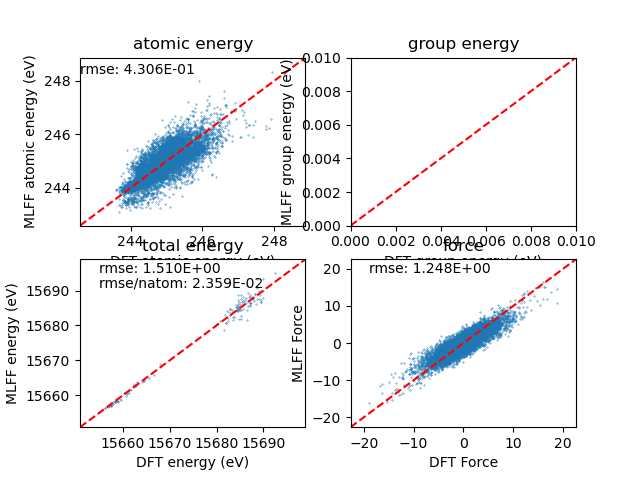 atomic energy
rmse: 4.306E-01
248
246
244
MLFF atomic energy (eV)
244
246
248
DFT atomic energy (eV)
group energy
0.010
0.008
0.006
0.004
0.002
0.000
MLFF group energy (eV)
0.000
0.002
0.004
0.006
0.008
0.010
DFT group energy (eV)
total energy
rmse: 1.510E+00
rmse/natom: 2.359E-02
15690
15680
15670
15660
MLFF energy (eV)
15660
15670
15680
15690
DFT energy (eV)
force
rmse: 1.248E+00
20
10
0
−10
−20
MLFF Force
−20
−10
0
10
20
DFT Force